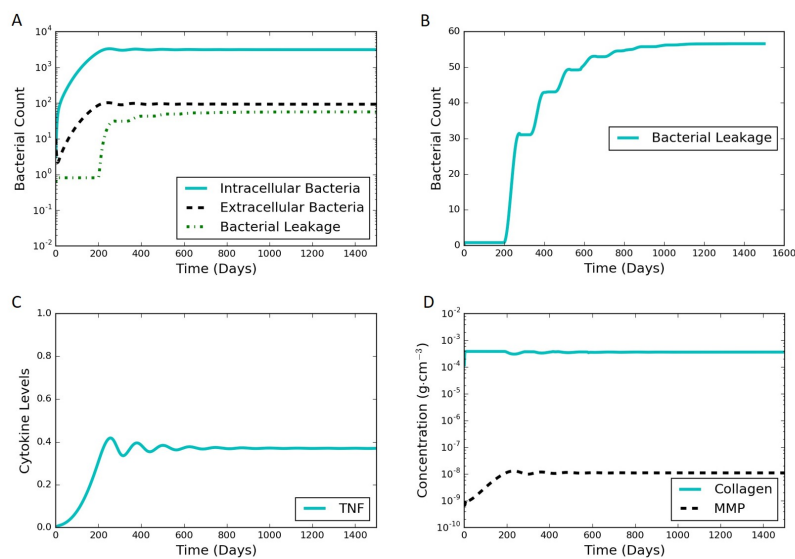 A
Bacterial Count
10^4
10^3
10^2
10^1
10^0
10^-1
10^-2
0 200 400 600 800 1000 1200 1400
Time (Days)
Intracellular Bacteria
Extracellular Bacteria
Bacterial Leakage
B
Bacterial Count
60
50
40
30
20
10
0
0 200 400 600 800 1000 1200 1400 1600
Time (Days)
Bacterial Leakage
C
Cytokine Levels
1.0
0.8
0.6
0.4
0.2
0.0
0 200 400 600 800 1000 1200 1400
Time (Days)
TNF
D
Concentration (g·cm^-3)
10^-2
10^-3
10^-4
10^-5
10^-6
10^-7
10^-8
10^-9
10^-10
0 200 400 600 800 1000 1200 1400
Time (Days)
Collagen
MMP